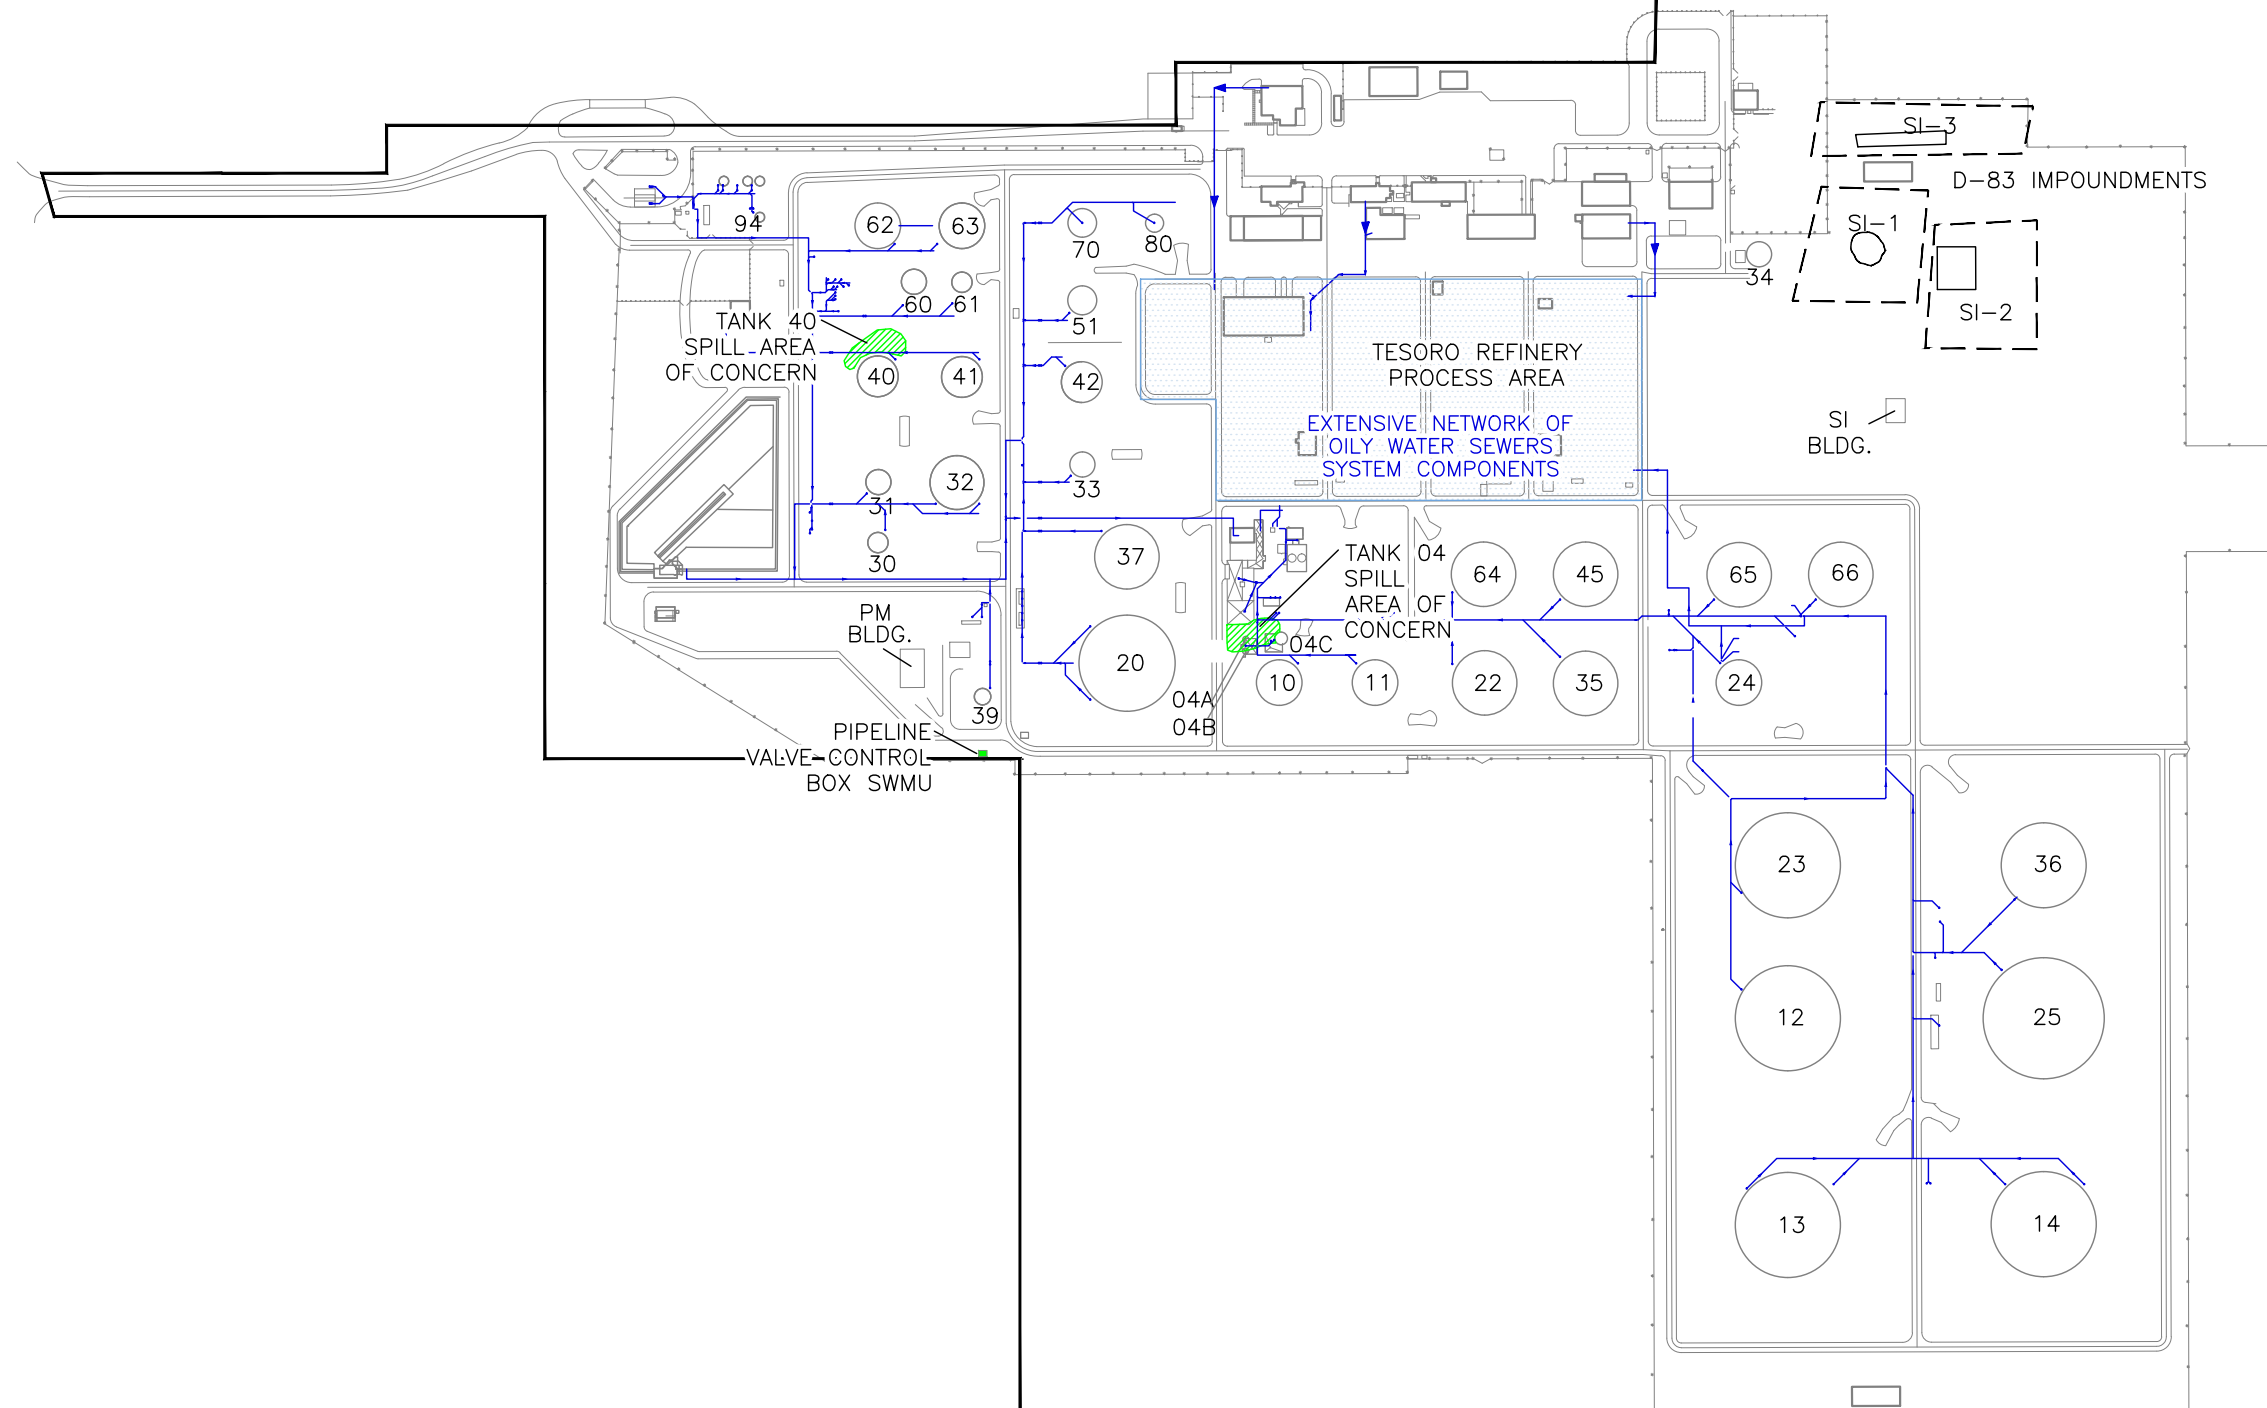 SI-3
D-83 IMPOUNDMENTS
94
62
63
70
80
SI-1
34
60
61
51
SI-2
TANK 40
SPILL AREA
OF CONCERN
40
41
42
TESORO REFINERY
PROCESS AREA
EXTENSIVE NETWORK OF
OILY WATER SEWERS
SYSTEM COMPONENTS
SI
BLDG.
31
32
33
30
37
TANK 04
SPILL
AREA OF
CONCERN
64
45
65
66
PM
BLDG.
20
04C
10
11
22
35
24
04A
04B
39
PIPELINE
VALVE CONTROL
BOX SWMU
23
36
12
25
13
14